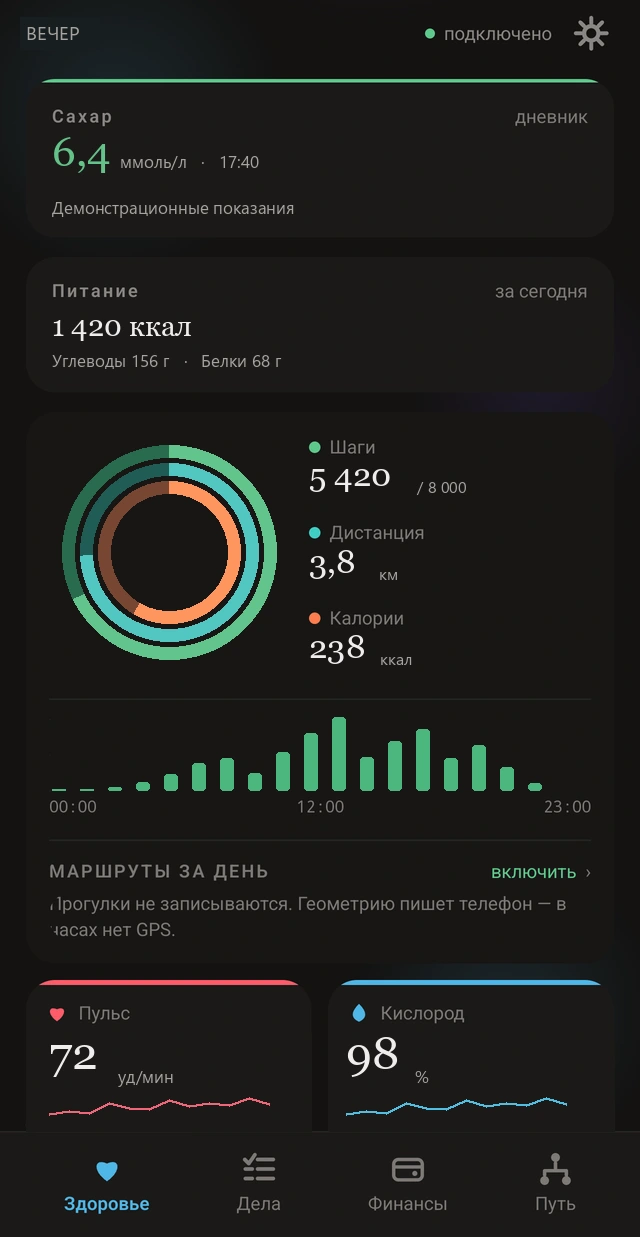 ВЕЧЕР
подключено
Сахар
дневник
6,4 ммоль/л · 17:40
Демонстрационные показания
Питание
за сегодня
1 420 ккал
Углеводы 156 г · Белки 68 г
Шаги
5 420 / 8 000
Дистанция
3,8 км
Калории
238 ккал
00:00 12:00 23:00
МАРШРУТЫ ЗА ДЕНЬ
включить ›
Прогулки не записываются. Геометрию пишет телефон — в
часах нет GPS.
Пульс
72 уд/мин
Кислород
98 %
Здоровье
Дела
Финансы
Путь